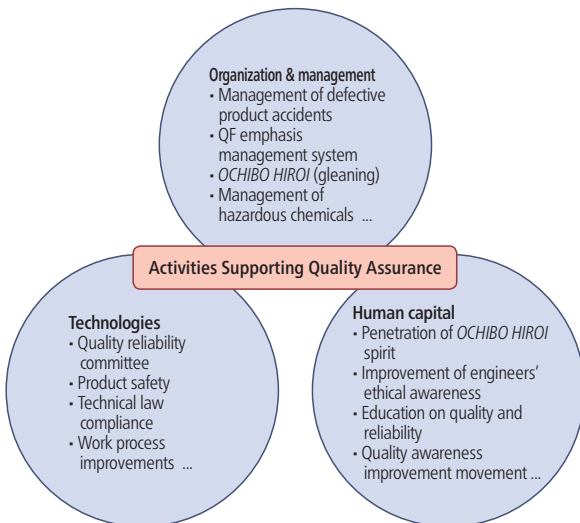 Organization & management
・Management of defective
product accidents
・QF emphasis
management system
・OCHIBO HIROI (gleaning)
・Management of
hazardous chemicals ...
Activities Supporting Quality Assurance
Technologies
・Quality reliability
committee
・Product safety
・Technical law
compliance
・Work process
improvements ...
Human capital
・Penetration of OCHIBO HIROI
spirit
・Improvement of engineers'
ethical awareness
・Education on quality and
reliability
・Quality awareness
improvement movement ...